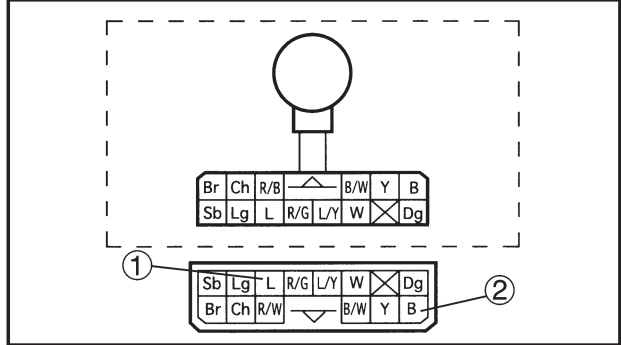 Br Ch R/B B/W Y B
Sb Lg L R/G L/Y W Dg
1
Sb Lg L R/G L/Y W Dg
2
Br Ch R/W B/W Y B